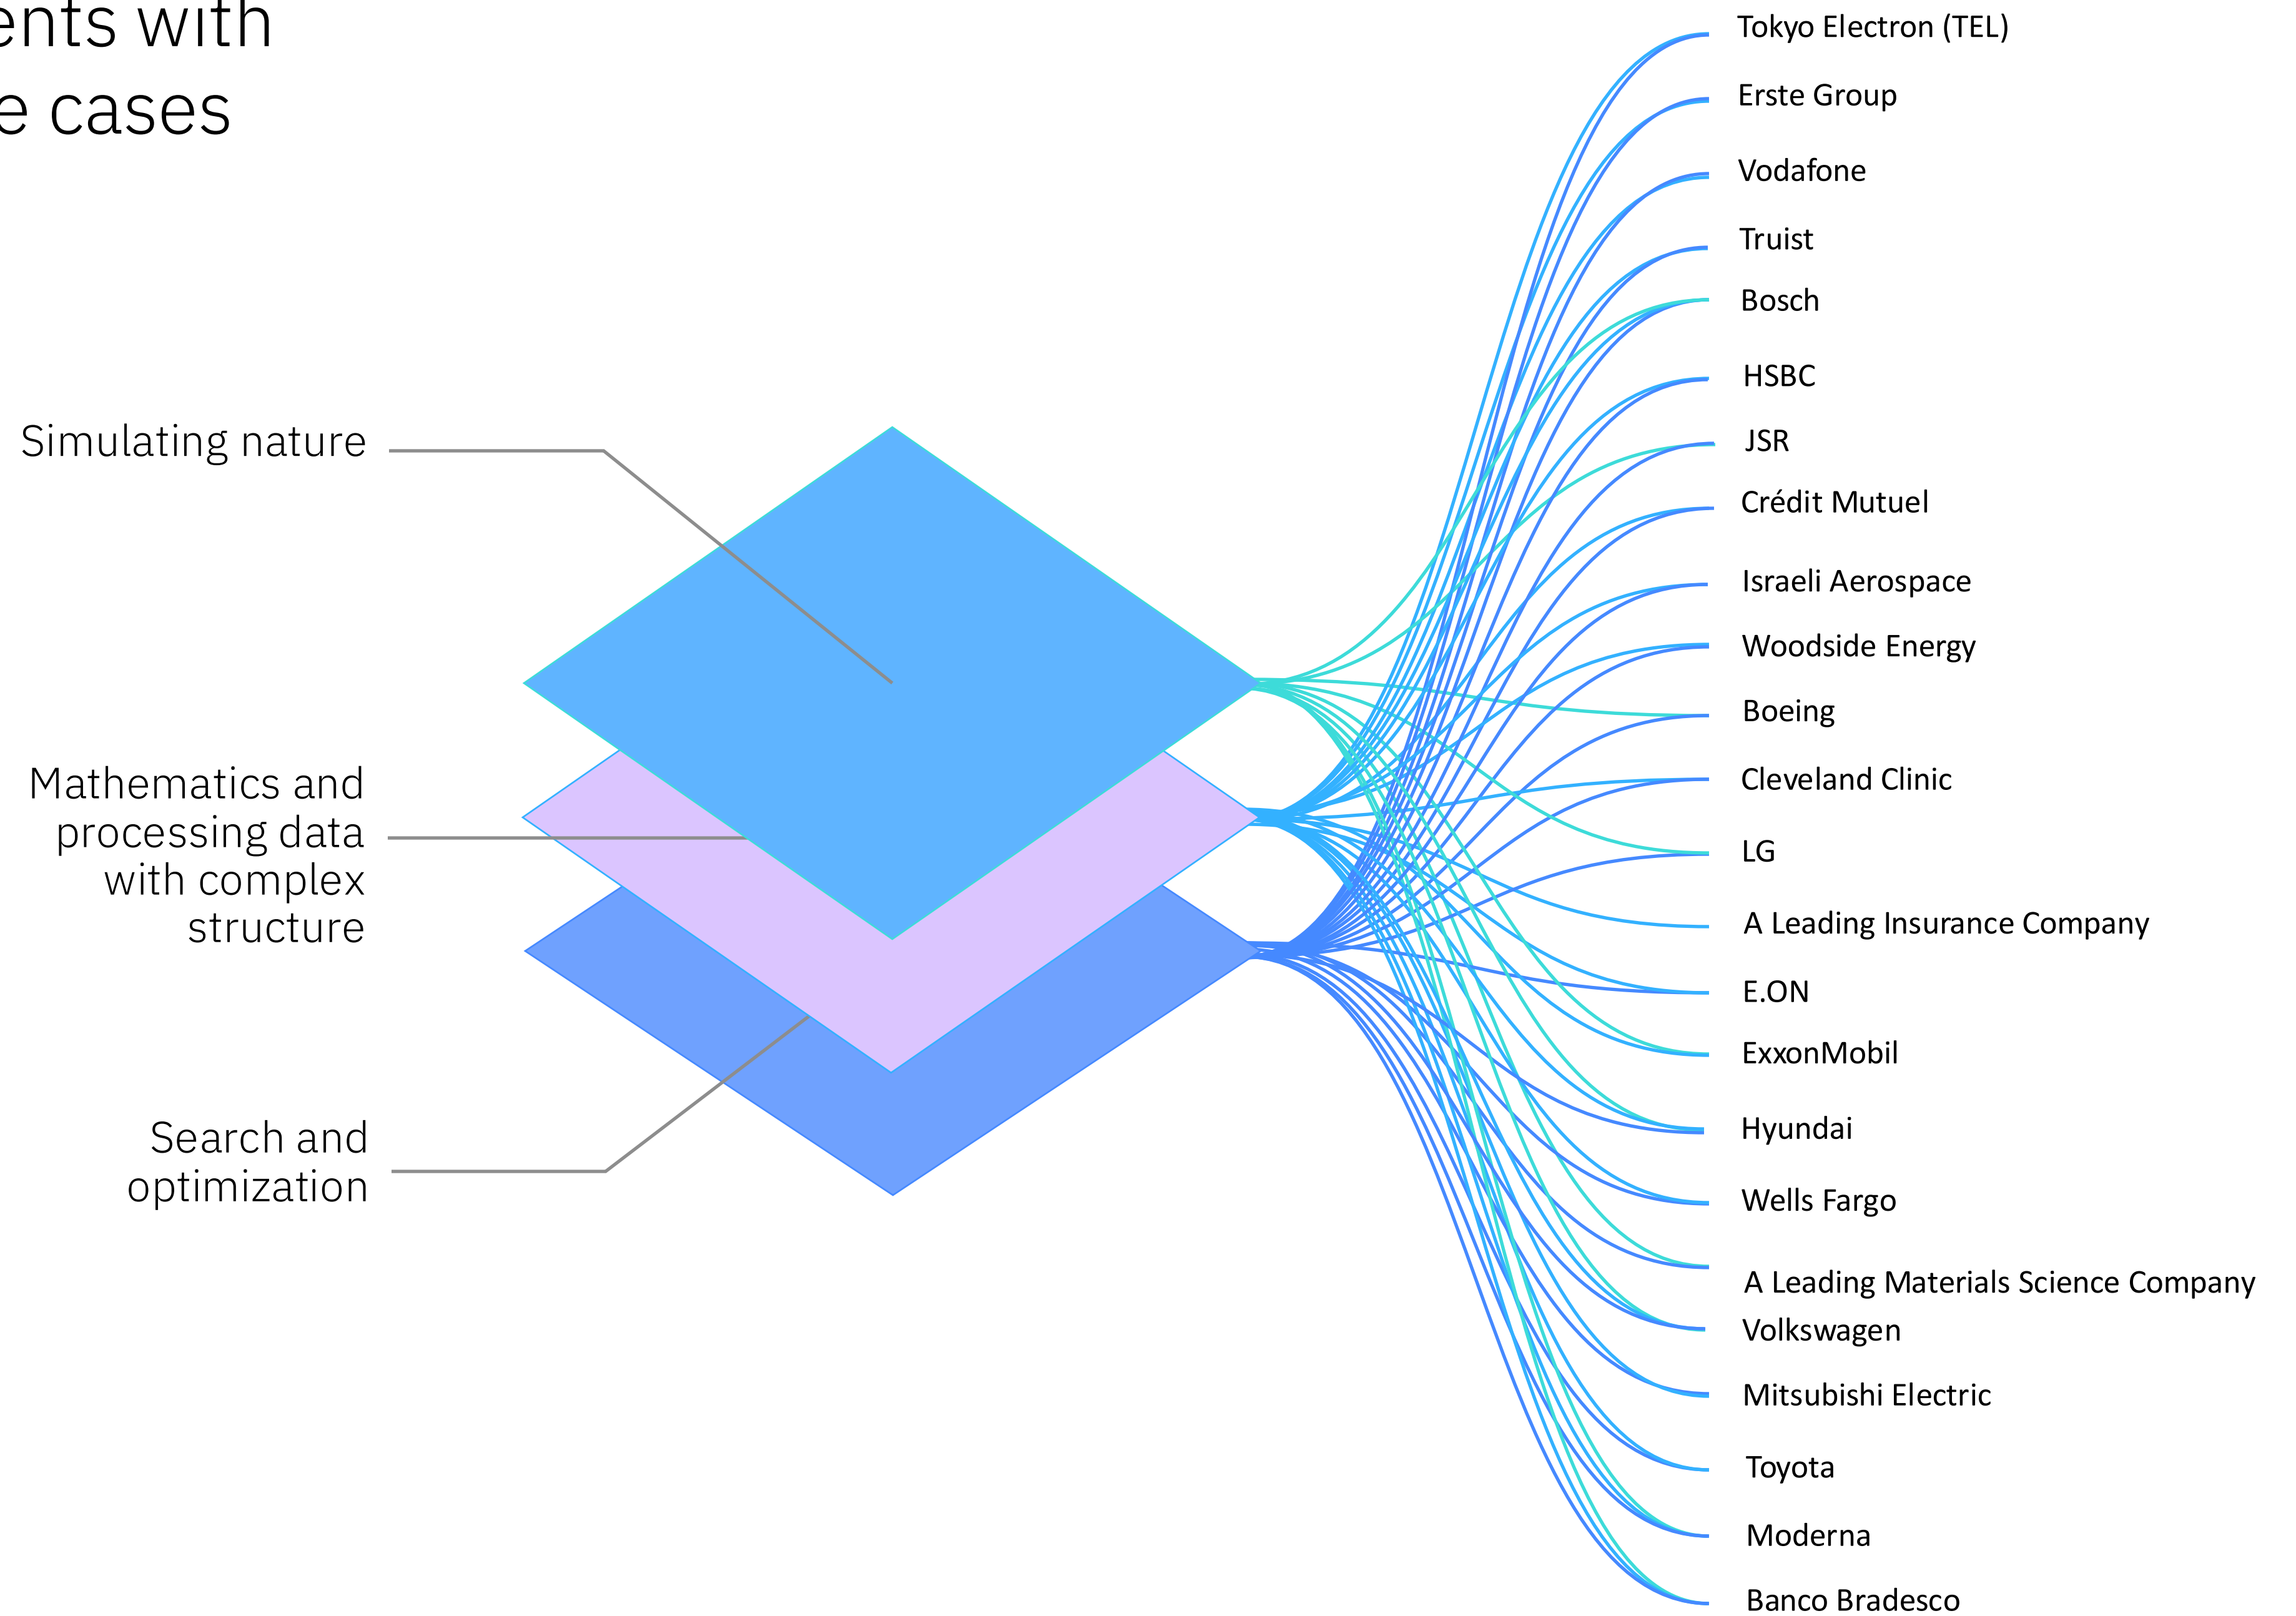 ents with
e cases
Simulating nature
Mathematics and
processing data
with complex
structure
Search and
optimization
Tokyo Electron (TEL)
Erste Group
Vodafone
Truist
Bosch
HSBC
JSR
Crédit Mutuel
Israeli Aerospace
Woodside Energy
Boeing
Cleveland Clinic
LG
A Leading Insurance Company
E.ON
ExxonMobil
Hyundai
Wells Fargo
A Leading Materials Science Company
Volkswagen
Mitsubishi Electric
Toyota
Moderna
Banco Bradesco